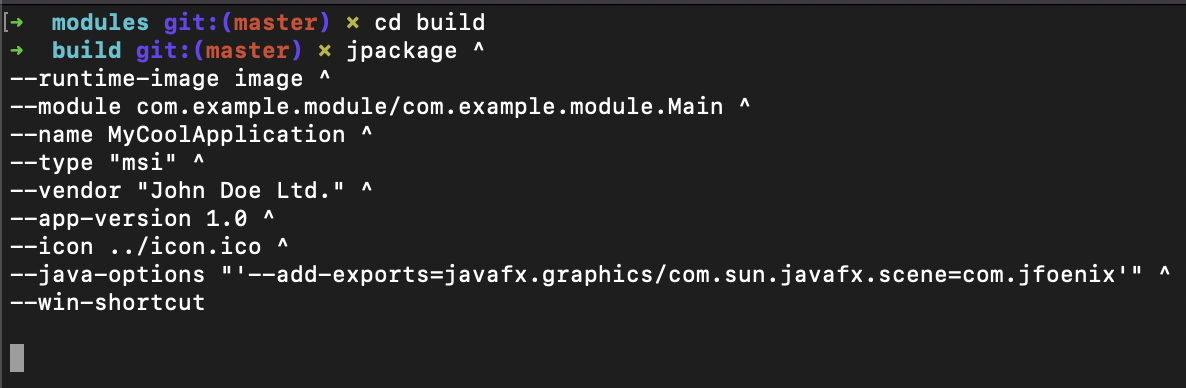 [➜  modules git:(master) ✗ cd build
➜  build git:(master) ✗ jpackage ^
--runtime-image image ^
--module com.example.module/com.example.module.Main ^
--name MyCoolApplication ^
--type "msi" ^
--vendor "John Doe Ltd." ^
--app-version 1.0 ^
--icon ../icon.ico ^
--java-options "'--add-exports=javafx.graphics/com.sun.javafx.scene=com.jfoenix'" ^
--win-shortcut